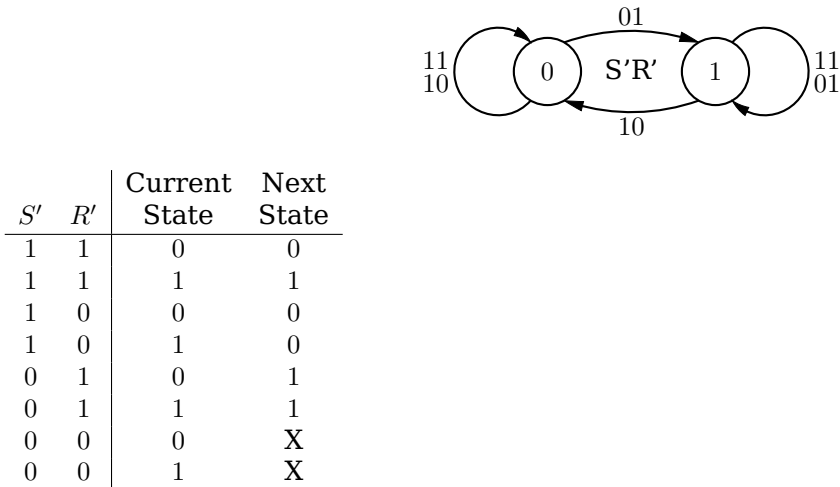 01
11 0 S'R' 1 11
10 01
10
Current Next
S′ R′ State State
1 1 0 0
1 1 1 1
1 0 0 0
1 0 1 0
0 1 0 1
0 1 1 1
0 0 0 X
0 0 1 X